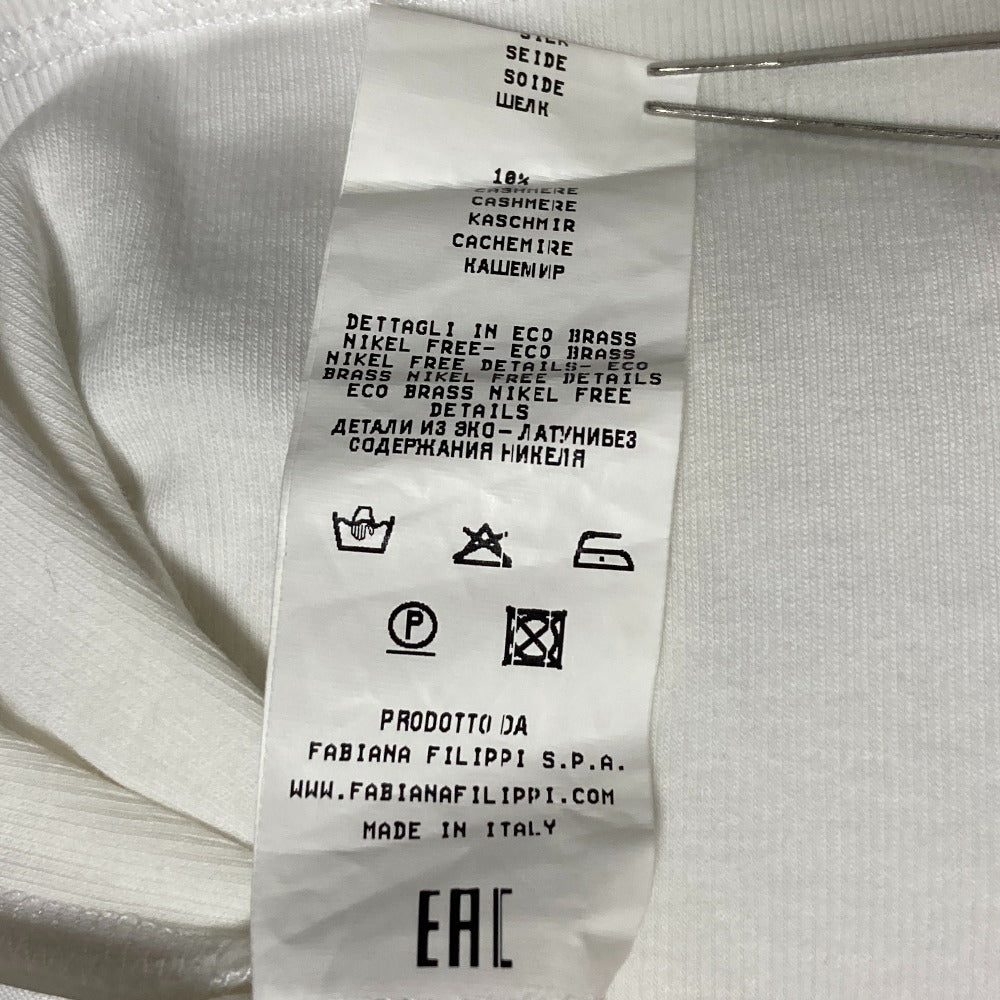 SILK
SEIDE
SOIDE
ШЕЛК
10%
CASHMERE
CASHMERE
KASCHMIR
CACHEMIRE
КАШЕМИР
DETTAGLI IN ECO BRASS
NIKEL FREE- ECO BRASS
NIKEL FREE DETAILS- ECO
BRASS NIKEL FREE DETAILS
ECO BRASS NIKEL FREE
DETAILS
ДЕТАЛИ ИЗ ЭКО-ЛАТУНИБЕЗ
СОДЕРЖАНИЯ НИКЕЛЯ
P
PRODOTTO DA
FABIANA FILIPPI S.P.A.
WWW.FABIANAFILIPPI.COM
MADE IN ITALY
EAC